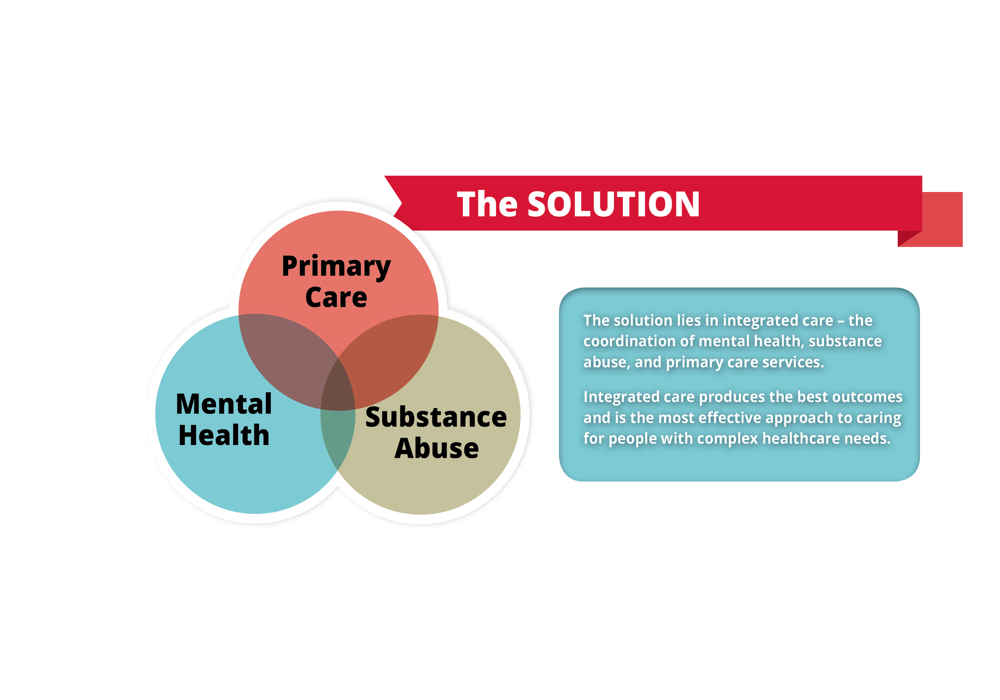 The SOLUTION
Primary
Care
Mental
Health
Substance
Abuse
The solution lies in integrated care – the
coordination of mental health, substance
abuse, and primary care services.
Integrated care produces the best outcomes
and is the most effective approach to caring
for people with complex healthcare needs.